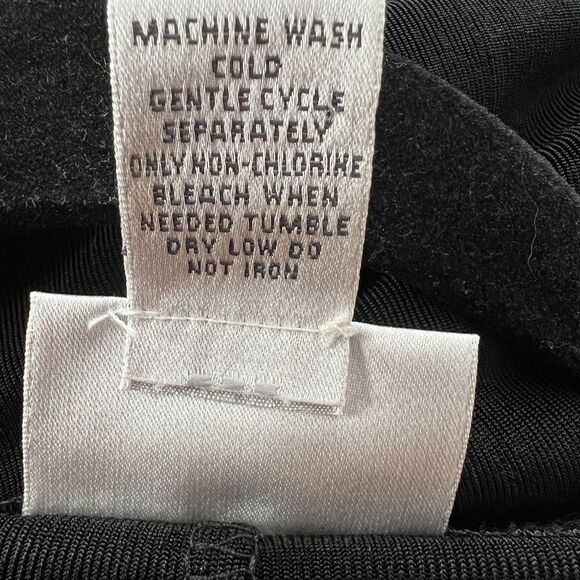 MACHINE WASH
COLD
GENTLE CYCLE
SEPARATELY
ONLY NON-CHLORINE
BLEACH WHEN
NEEDED TUMBLE
DRY LOW DO
NOT IRON